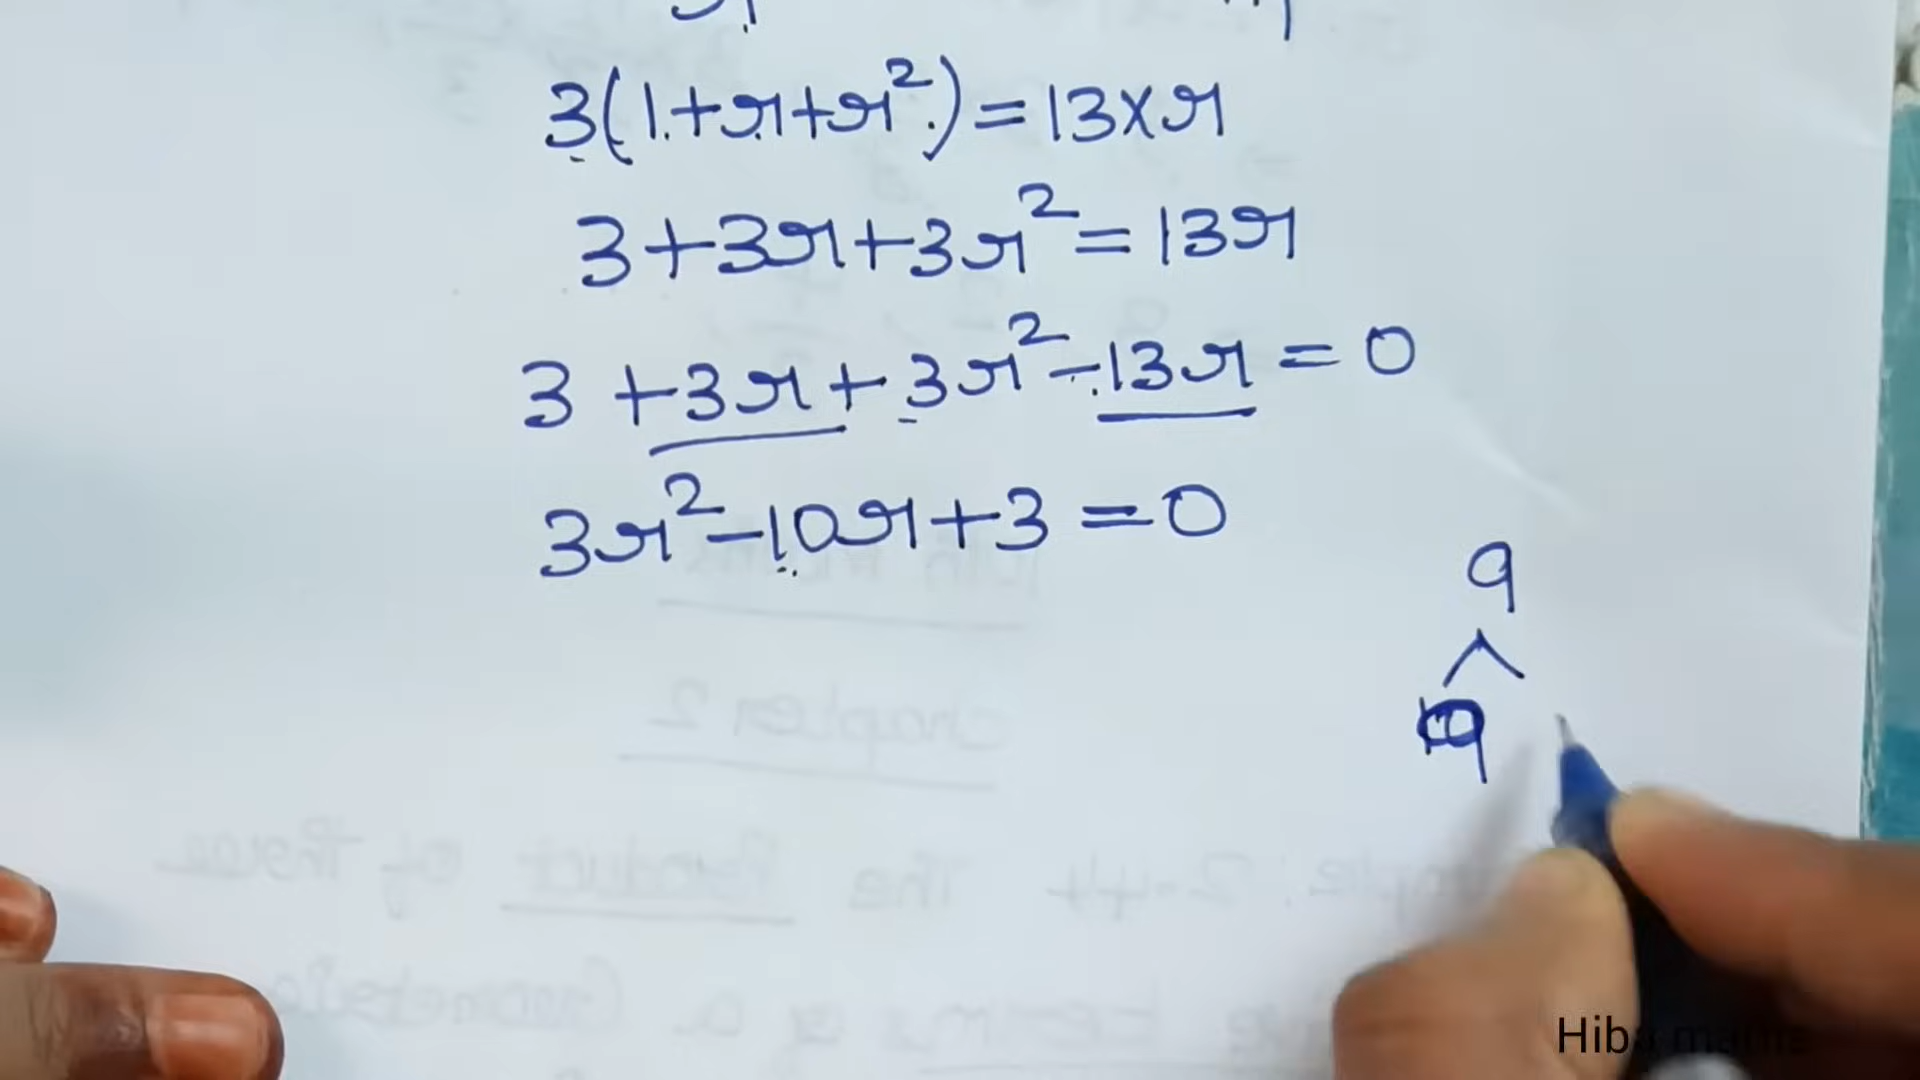 3(1+r+r²)=13×r
3+3r+3r²=13r
3+3r+3r²-13r=0
3r²-10r+3=0
9
9
Hiba